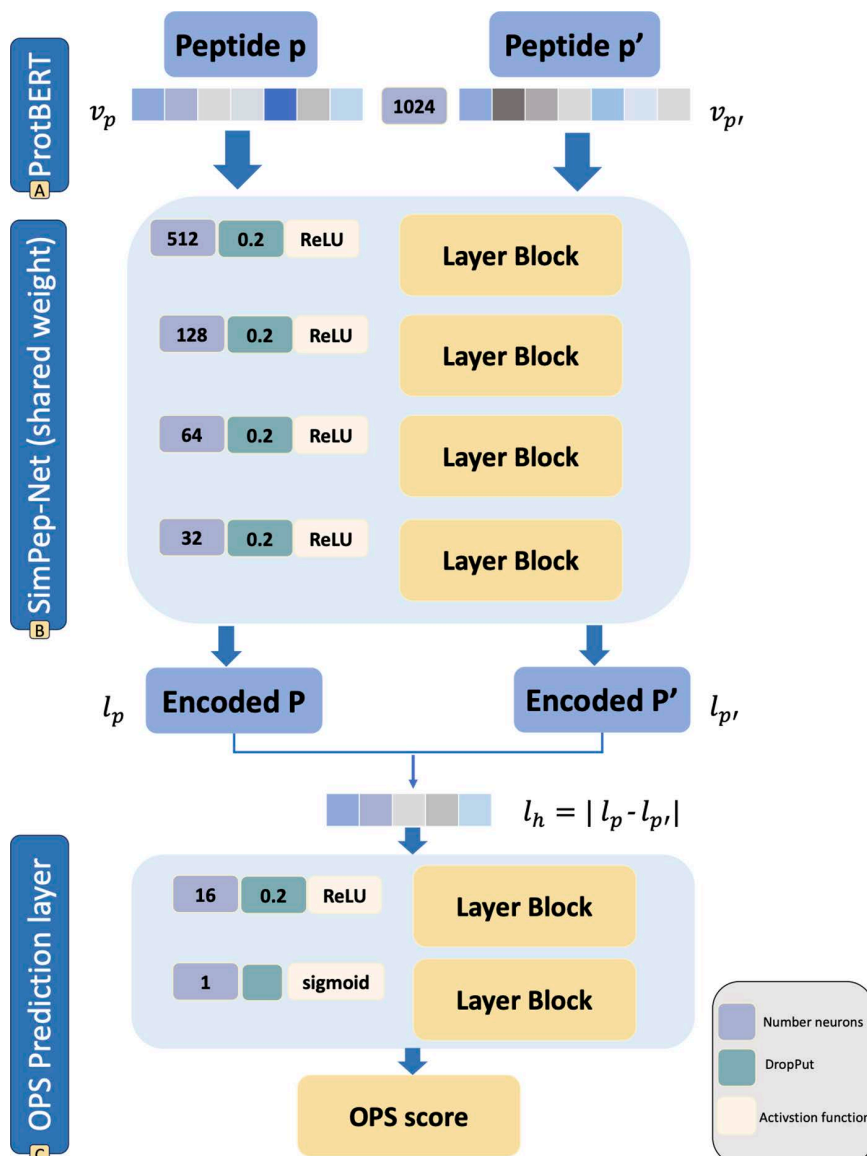 Peptide p
Peptide p’
ProtBERT
A
v_p
1024
v_p′
SimPep-Net (shared weight)
B
512 0.2 ReLU
Layer Block
128 0.2 ReLU
Layer Block
64 0.2 ReLU
Layer Block
32 0.2 ReLU
Layer Block
l_p
Encoded P
Encoded P’
l_p′
l_h = | l_p - l_p′|
OPS Prediction layer
C
16 0.2 ReLU
Layer Block
1 sigmoid
Layer Block
OPS score
Number neurons
DropPut
Activstion function